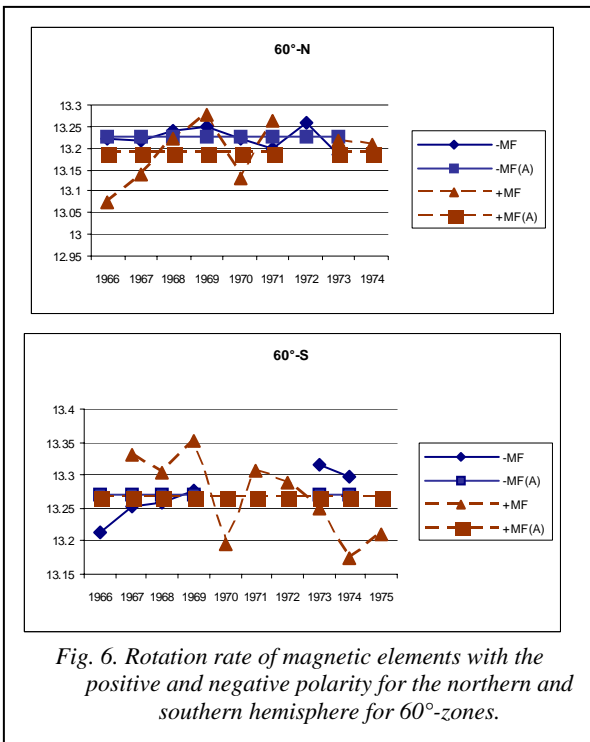 60°-N
13.3
13.25
13.2
13.15
13.1
13.05
13
12.95
1966 1967 1968 1969 1970 1971 1972 1973 1974
-MF
-MF(A)
+MF
+MF(A)
60°-S
13.4
13.35
13.3
13.25
13.2
13.15
1966 1967 1968 1969 1970 1971 1972 1973 1974 1975
-MF
-MF(A)
+MF
+MF(A)
Fig. 6. Rotation rate of magnetic elements with the
positive and negative polarity for the northern and
southern hemisphere for 60°-zones.